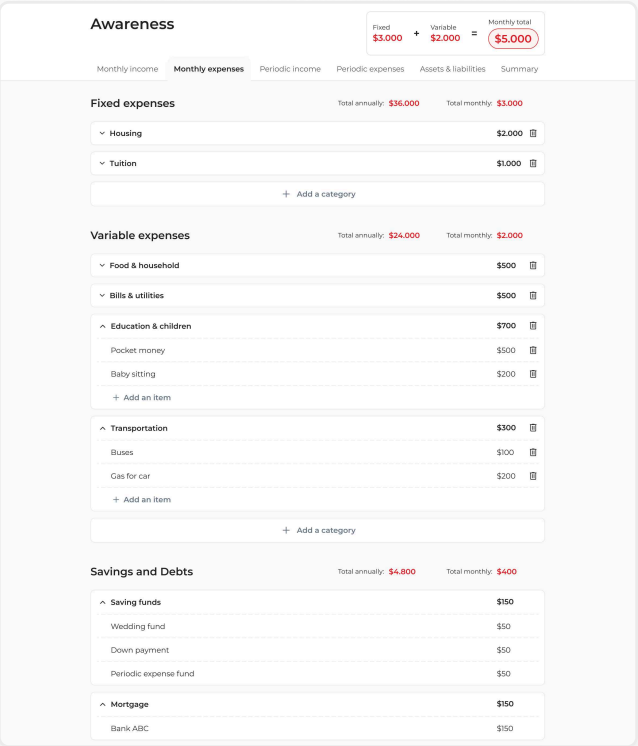 Awareness
Fixed Variable Monthly total
$3.000 + $2.000 = $5.000
Monthly income Monthly expenses Periodic income Periodic expenses Assets & liabilities Summary
Fixed expenses Total annually: $36.000 Total monthly: $3.000
Housing $2.000
Tuition $1.000
+ Add a category
Variable expenses Total annually: $24.000 Total monthly: $2.000
Food & household $500
Bills & utilities $500
Education & children $700
Pocket money $500
Baby sitting $200
+ Add an item
Transportation $300
Buses $100
Gas for car $200
+ Add an item
+ Add a category
Savings and Debts Total annually: $4.800 Total monthly: $400
Saving funds $150
Wedding fund $50
Down payment $50
Periodic expense fund $50
Mortgage $150
Bank ABC $150